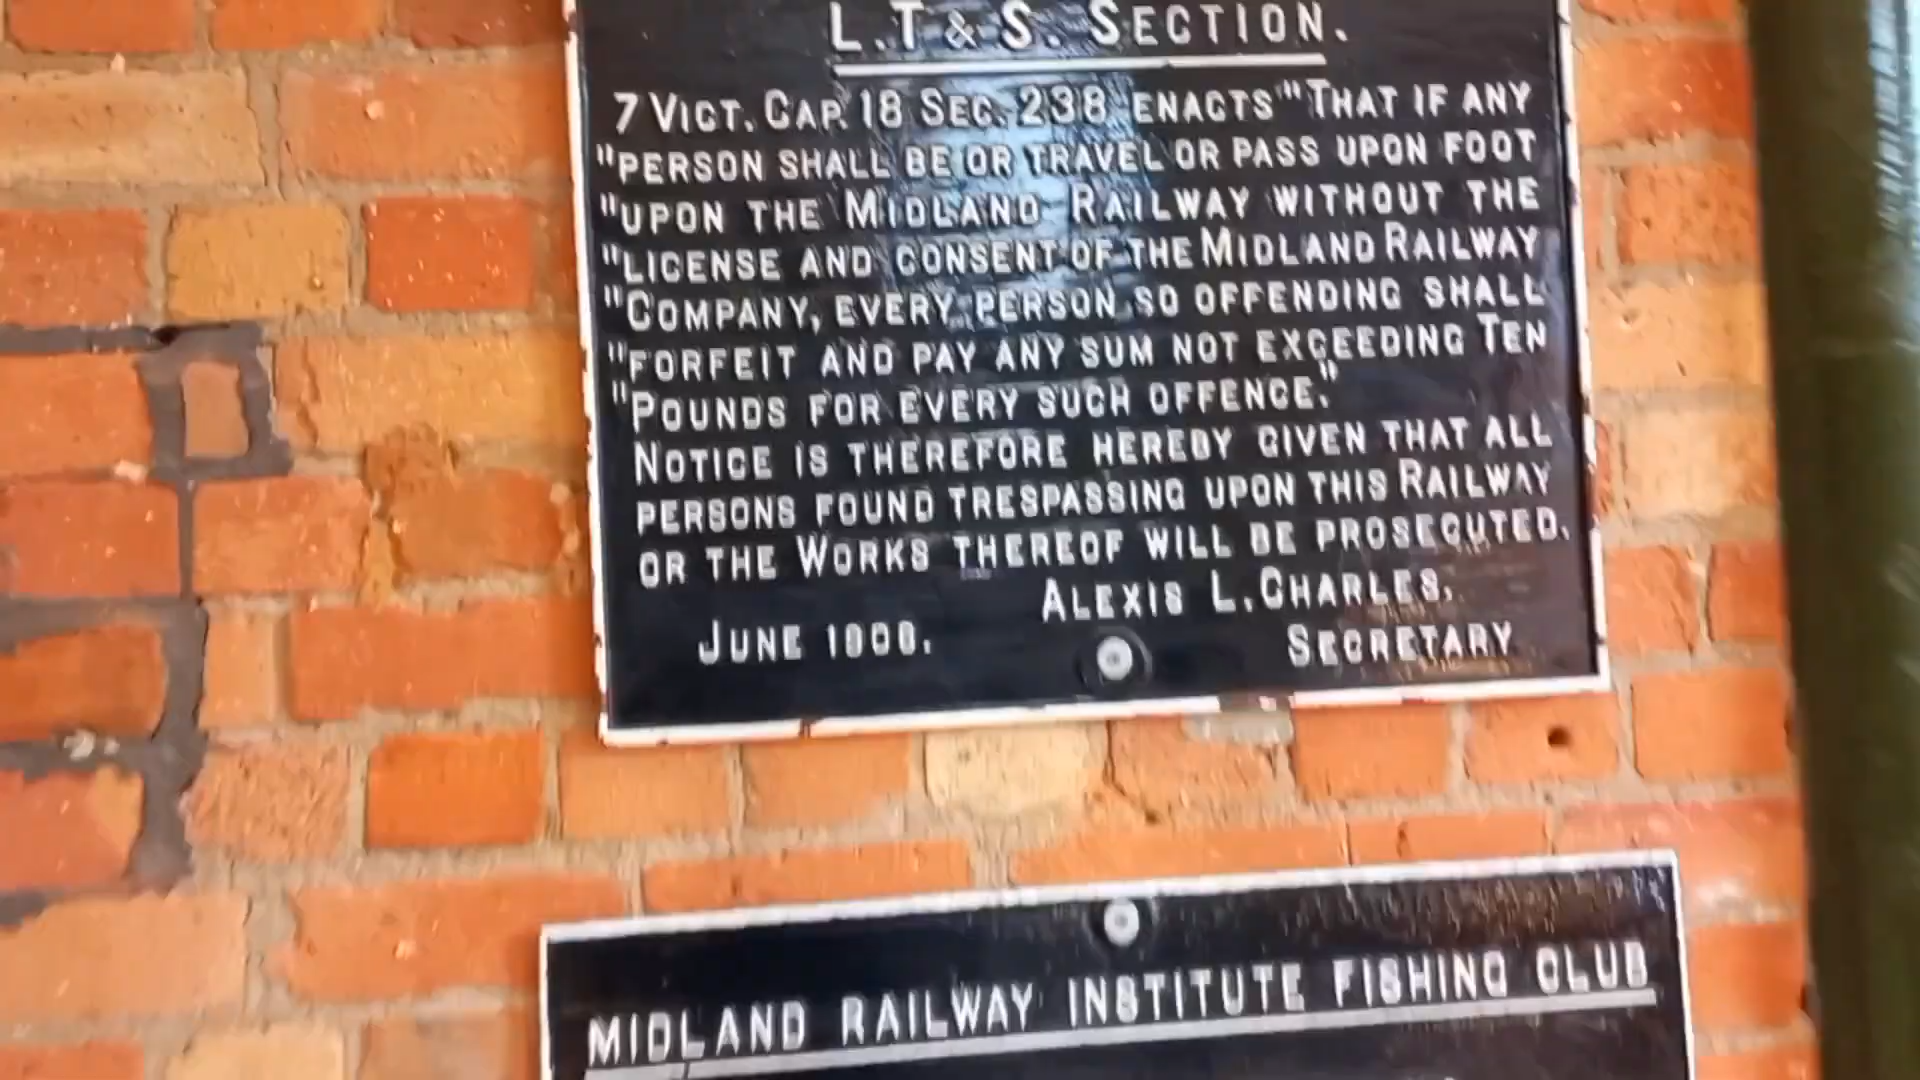 L.T & S. SECTION.
7 VICT. CAP. 18 SEC. 238 ENACTS "THAT IF ANY
"PERSON SHALL BE OR TRAVEL OR PASS UPON FOOT
"UPON THE MIDLAND RAILWAY WITHOUT THE
"LICENSE AND CONSENT OF THE MIDLAND RAILWAY
"COMPANY, EVERY PERSON SO OFFENDING SHALL
"FORFEIT AND PAY ANY SUM NOT EXCEEDING TEN
"POUNDS FOR EVERY SUCH OFFENCE."
NOTICE IS THEREFORE HEREBY GIVEN THAT ALL
PERSONS FOUND TRESPASSING UPON THIS RAILWAY
OR THE WORKS THEREOF WILL BE PROSECUTED.
ALEXIS L. CHARLES,
JUNE
SECRETARY
MIDLAND RAILWAY INSTITUTE FISHING CLUB